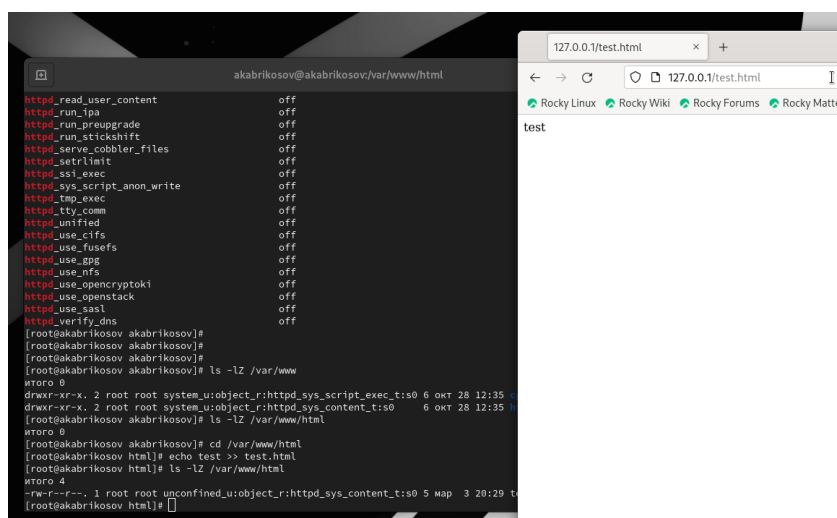 akabrikosov@akabrikosov:/var/www/html
httpd_read_user_content off
httpd_run_ipa off
httpd_run_preupgrade off
httpd_run_stickshift off
httpd_serve_cobbler_files off
httpd_setrlimit off
httpd_ssi_exec off
httpd_sys_script_anon_write off
httpd_tmp_exec off
httpd_tty_comm off
httpd_unified off
httpd_use_cifs off
httpd_use_fusefs off
httpd_use_gpg off
httpd_use_nfs off
httpd_use_opencryptoki off
httpd_use_openstack off
httpd_use_sasl off
httpd_verify_dns off
[root@akabrikosov akabrikosov]#
[root@akabrikosov akabrikosov]#
[root@akabrikosov akabrikosov]#
[root@akabrikosov akabrikosov]# ls -lZ /var/www
итого 0
drwxr-xr-x. 2 root root system_u:object_r:httpd_sys_script_exec_t:s0 6 окт 28 12:35
drwxr-xr-x. 2 root root system_u:object_r:httpd_sys_content_t:s0 6 окт 28 12:35
[root@akabrikosov akabrikosov]# ls -lZ /var/www/html
итого 0
[root@akabrikosov akabrikosov]# cd /var/www/html
[root@akabrikosov html]# echo test >> test.html
[root@akabrikosov html]# ls -lZ /var/www/html
итого 4
-rw-r--r--. 1 root root unconfined_u:object_r:httpd_sys_content_t:s0 5 мар 3 20:29
[root@akabrikosov html]#
127.0.0.1/test.html
127.0.0.1/test.html
Rocky Linux Rocky Wiki Rocky Forums Rocky Matte
test